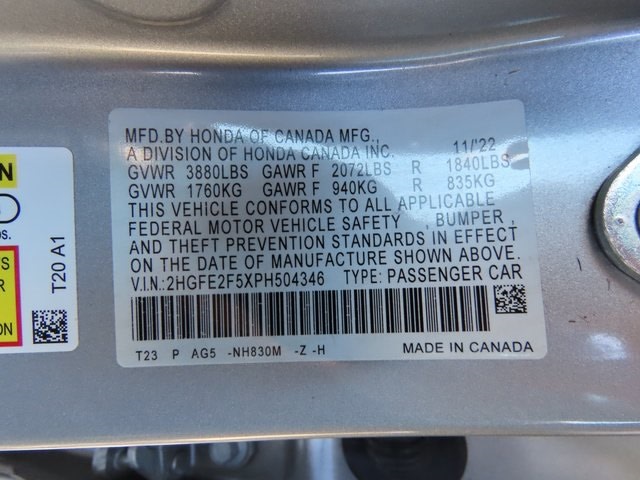 MFD.BY HONDA OF CANADA MFG.,
A DIVISION OF HONDA CANADA INC. 11/'22
GVWR 3880LBS GAWR F 2072LBS R 1840LBS
GVWR 1760KG GAWR F 940KG R 835KG
THIS VEHICLE CONFORMS TO ALL APPLICABLE
FEDERAL MOTOR VEHICLE SAFETY , BUMPER ,
AND THEFT PREVENTION STANDARDS IN EFFECT
ON THE DATE OF MANUFACTURE SHOWN ABOVE.
V.I.N.:2HGFE2F5XPH504346 TYPE: PASSENGER CAR
T23 P AG5 -NH830M -Z -H MADE IN CANADA
T20 A1